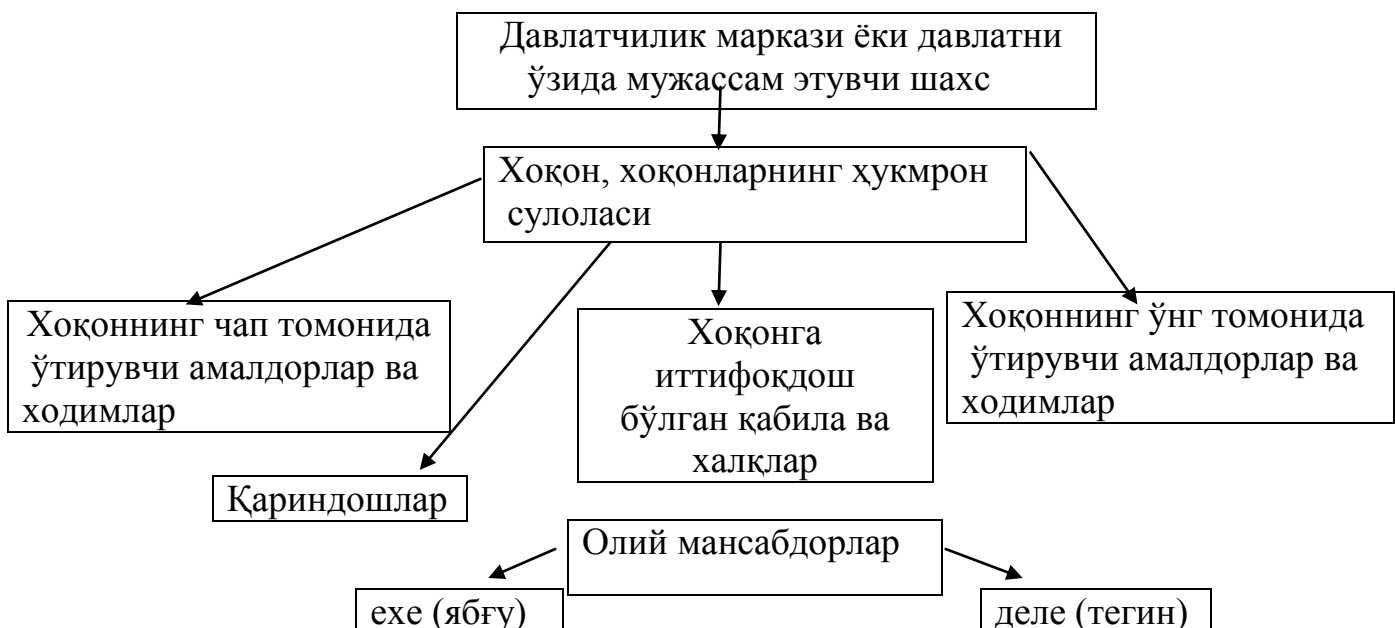 Давлатчилик маркази ёки давлатни
ўзида мужассам этувчи шахс
Хоқон, хоқонларнинг ҳукмрон
сулоласи
Хоқоннинг чап томонида
ўтирувчи амалдорлар ва
ходимлар
Хоқонга
иттифоқдош
бўлган қабила ва
халқлар
Хоқоннинг ўнг томонида
ўтирувчи амалдорлар ва
ходимлар
Қариндошлар
Олий мансабдорлар
ехе (ябғу)
деле (тегин)